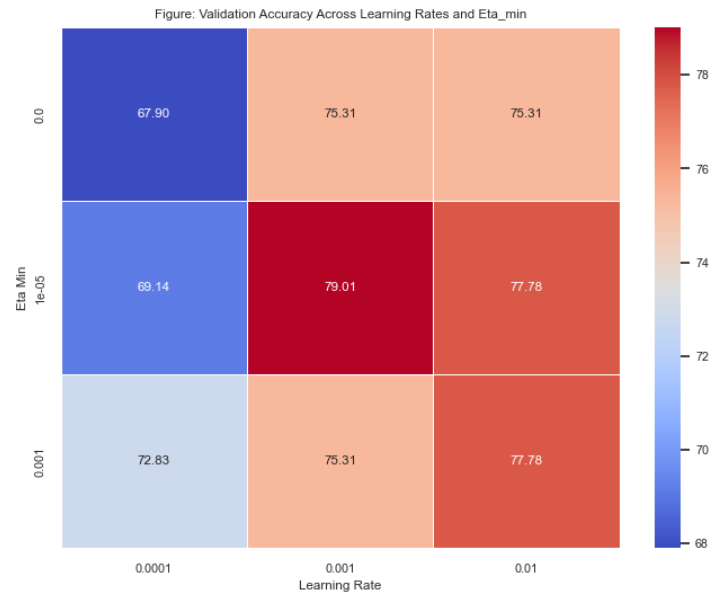 Figure: Validation Accuracy Across Learning Rates and Eta_min
67.90 75.31 75.31
69.14 79.01 77.78
72.83 75.31 77.78
0.0
1e-05
0.001
Eta Min
0.0001 0.001 0.01
Learning Rate
78
76
74
72
70
68